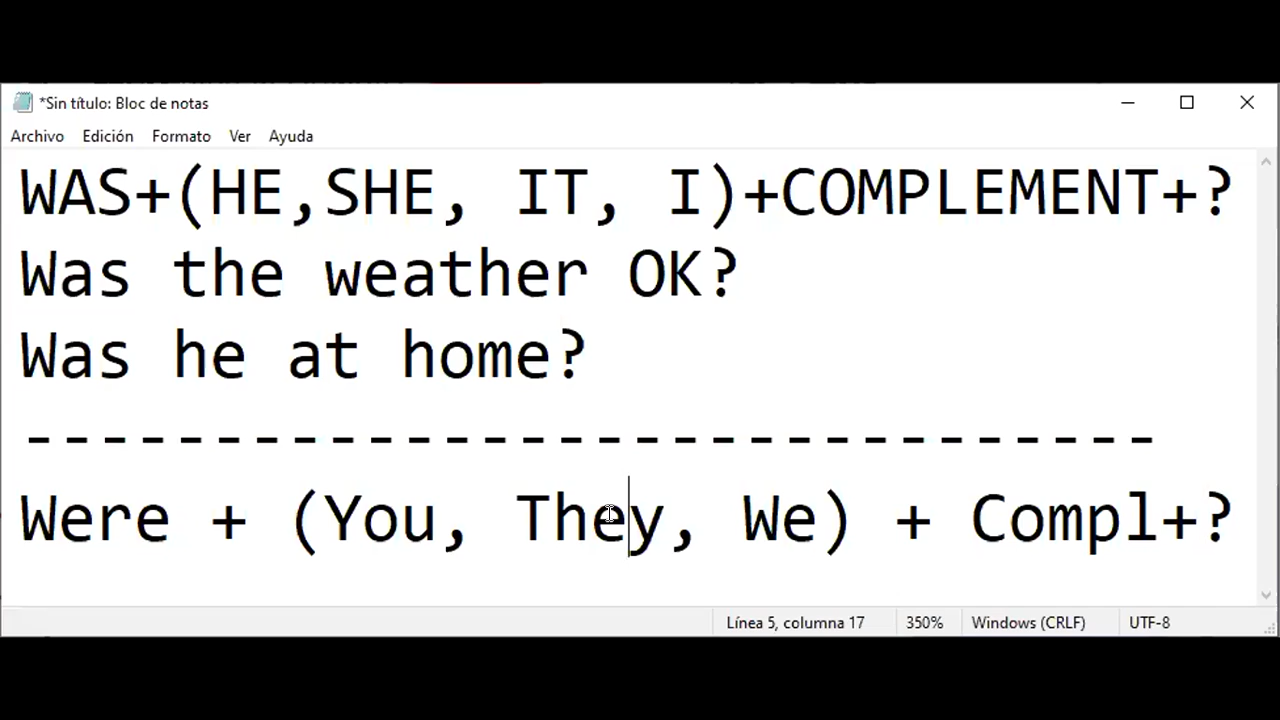 *Sin título: Bloc de notas
Archivo Edición Formato Ver Ayuda
WAS+(HE,SHE, IT, I)+COMPLEMENT+?
Was the weather OK?
Was he at home?
------------------------------
Were + (You, They, We) + Compl+?
Línea 5, columna 17 350% Windows (CRLF) UTF-8